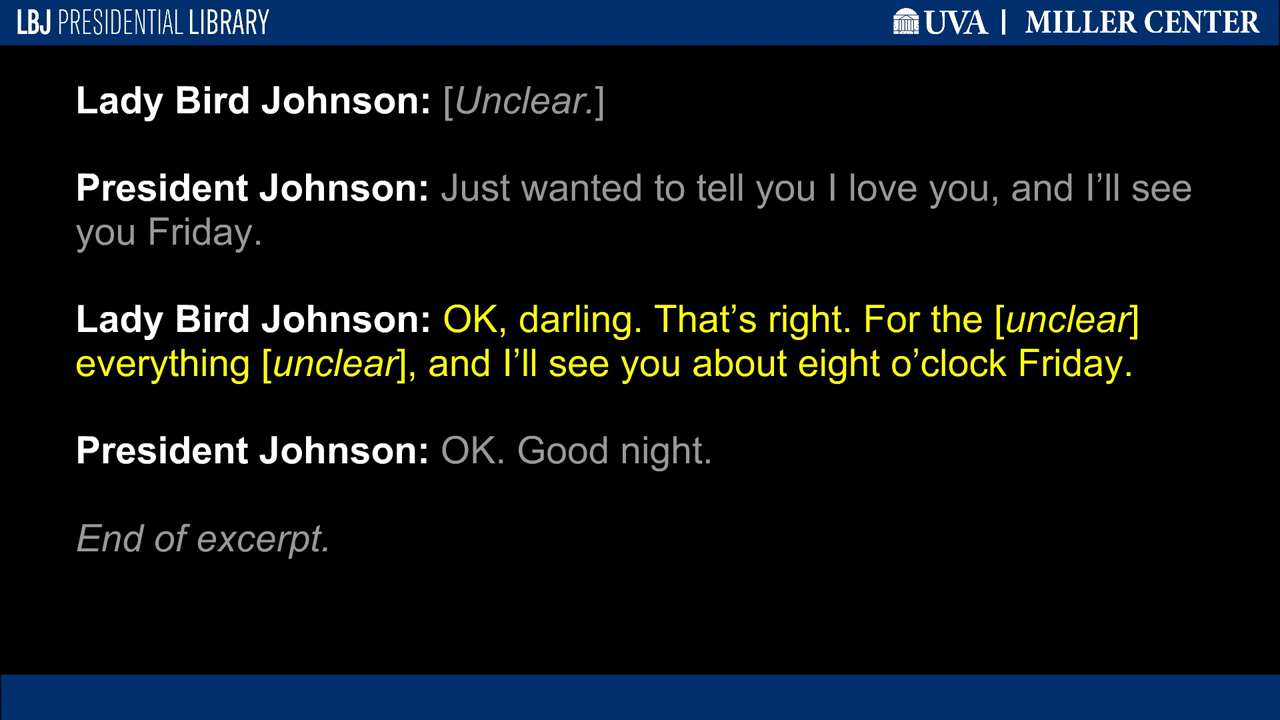 LBJ PRESIDENTIAL LIBRARY
UVA | MILLER CENTER
Lady Bird Johnson: [Unclear.]
President Johnson: Just wanted to tell you I love you, and I’ll see
you Friday.
Lady Bird Johnson: OK, darling. That’s right. For the [unclear]
everything [unclear], and I’ll see you about eight o’clock Friday.
President Johnson: OK. Good night.
End of excerpt.